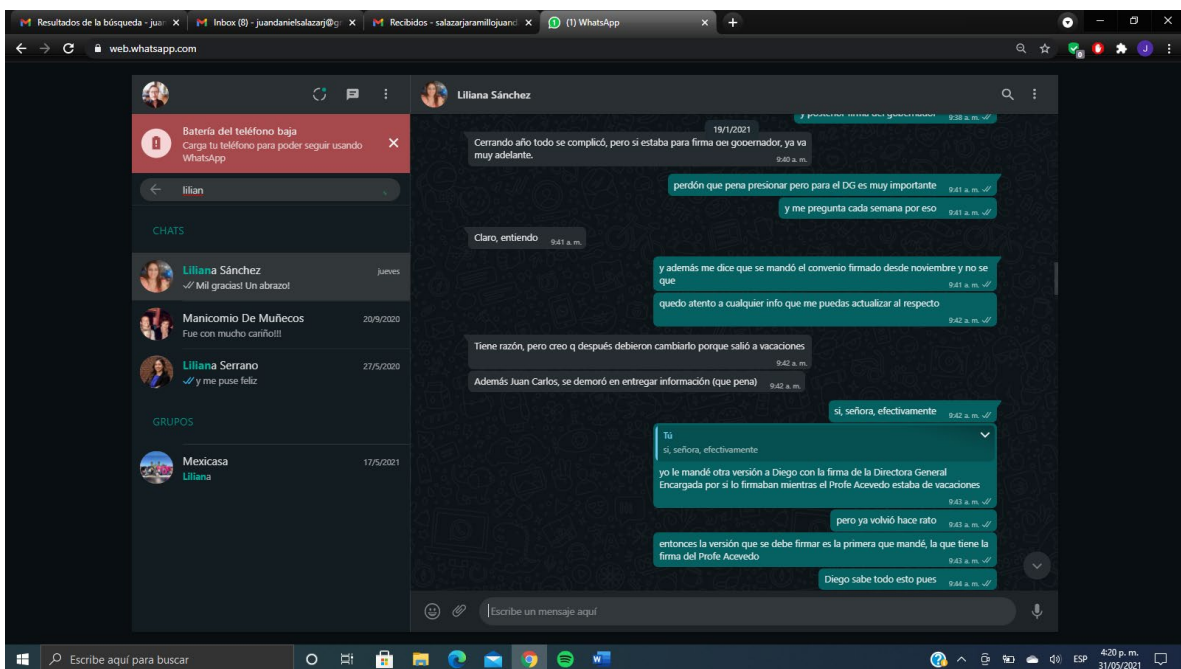 Resultados de la búsqueda - juan
Inbox (8) - juandanielsalazarj@g
Recibidos - salazarjaramillojuand
(1) WhatsApp
web.whatsapp.com
Batería del teléfono baja
Carga tu teléfono para poder seguir usando
WhatsApp
lilian
CHATS
Liliana Sánchez
jueves
Mil gracias! Un abrazo!
Manicomio De Muñecos
20/9/2020
Fue con mucho cariño!!!
Liliana Serrano
27/5/2020
y me puse feliz
GRUPOS
Mexicasa
17/5/2021
Liliana
Liliana Sánchez
y posterior firma del gobernador 9:38 a. m.
19/1/2021
Cerrando año todo se complicó, pero si estaba para firma del gobernador, ya va
muy adelante.
9:40 a. m.
perdón que pena presionar pero para el DG es muy importante 9:41 a. m.
y me pregunta cada semana por eso 9:41 a. m.
Claro, entiendo 9:41 a. m.
y además me dice que se mandó el convenio firmado desde noviembre y no se
que 9:41 a. m.
quedo atento a cualquier info que me puedas actualizar al respecto
9:42 a. m.
Tiene razón, pero creo q después debieron cambiarlo porque salió a vacaciones
9:42 a. m.
Además Juan Carlos, se demoró en entregar información (que pena) 9:42 a. m.
si, señora, efectivamente 9:42 a. m.
Tú
si, señora, efectivamente
yo le mandé otra versión a Diego con la firma de la Directora General
Encargada por si lo firmaban mientras el Profe Acevedo estaba de vacaciones
9:43 a. m.
pero ya volvió hace rato 9:43 a. m.
entonces la versión que se debe firmar es la primera que mandé, la que tiene la
firma del Profe Acevedo 9:43 a. m.
Diego sabe todo esto pues 9:44 a. m.
Escribe un mensaje aquí
Escribe aquí para buscar
ESP
4:20 p. m.
31/05/2021